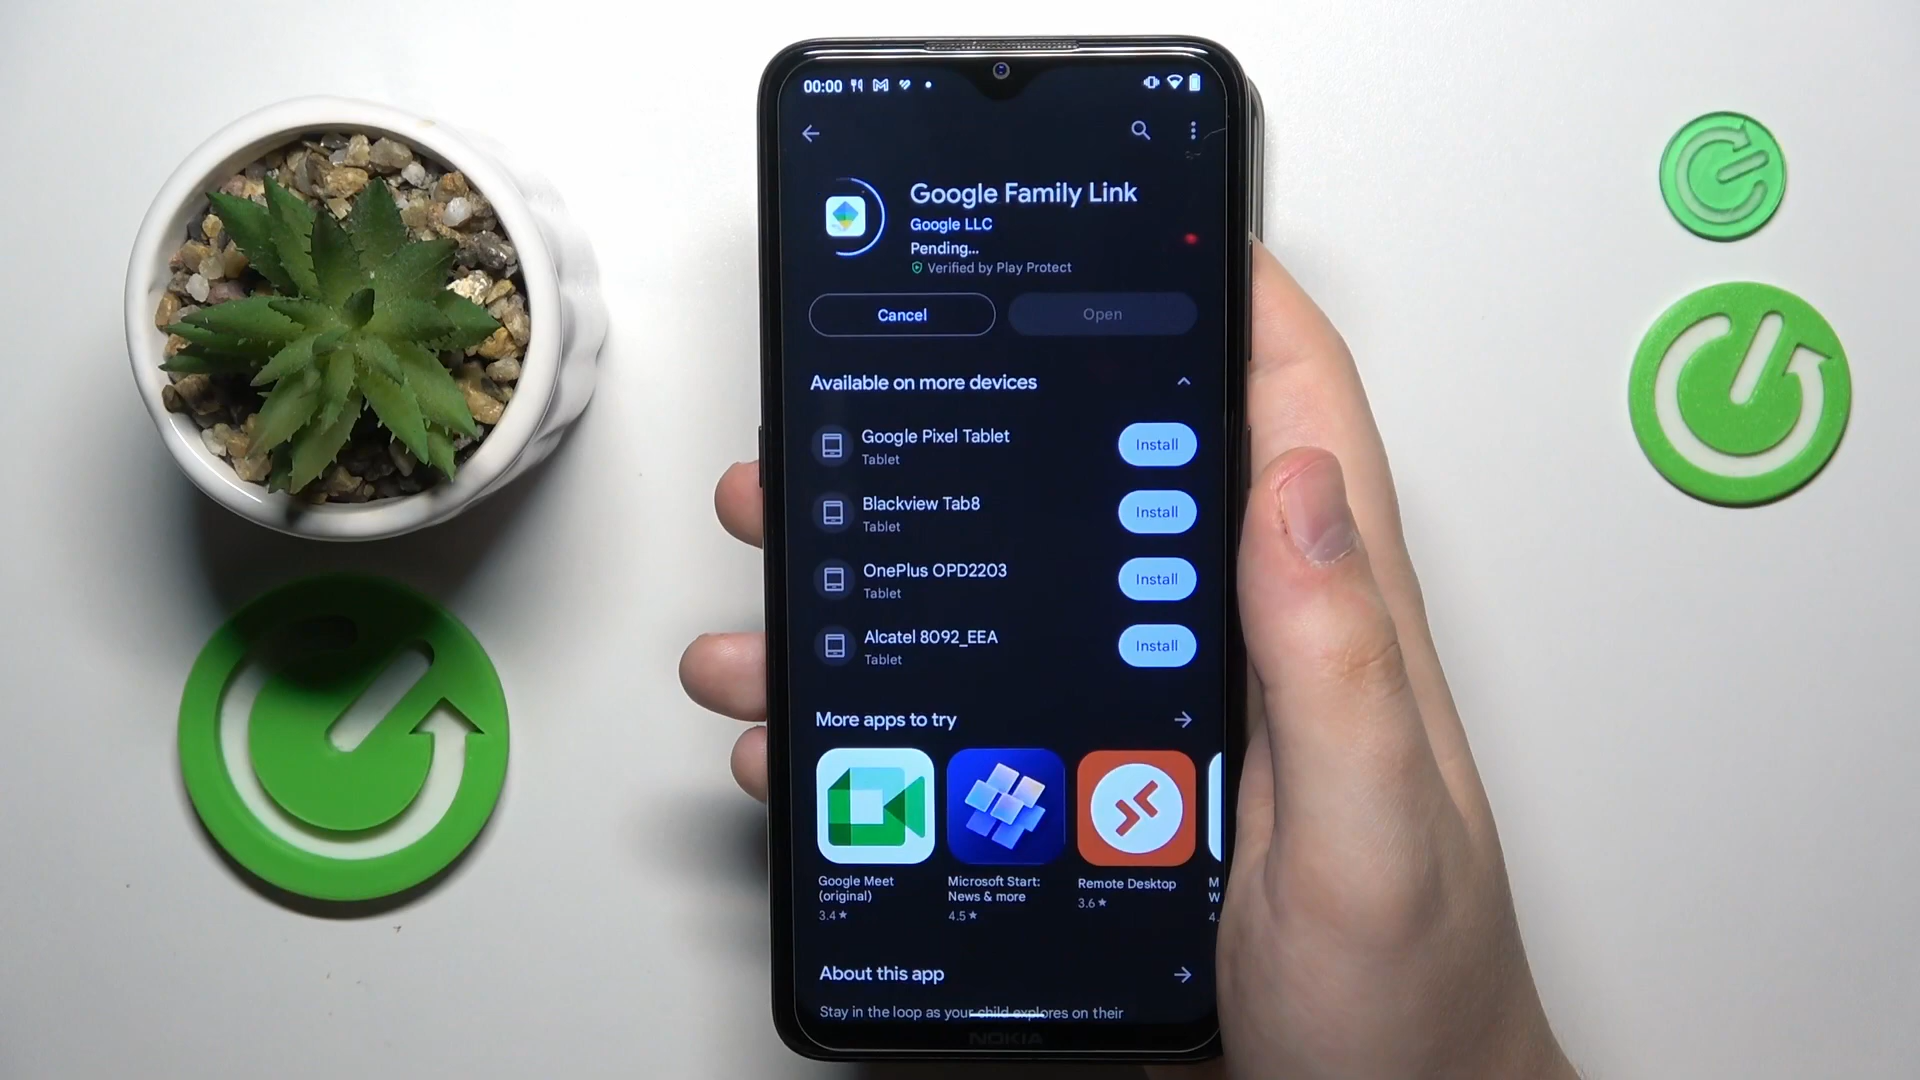 00:00
Google Family Link
Google LLC
Pending...
Verified by Play Protect
Cancel
Open
Available on more devices
Google Pixel Tablet
Tablet
Install
Blackview Tab8
Tablet
Install
OnePlus OPD2203
Tablet
Install
Alcatel 8092_EEA
Tablet
Install
More apps to try
Google Meet
(original)
3.4★
Microsoft Start:
News & more
4.5★
Remote Desktop
3.6★
M
W
4.
About this app
Stay in the loop as your child explores on their
NOKIA